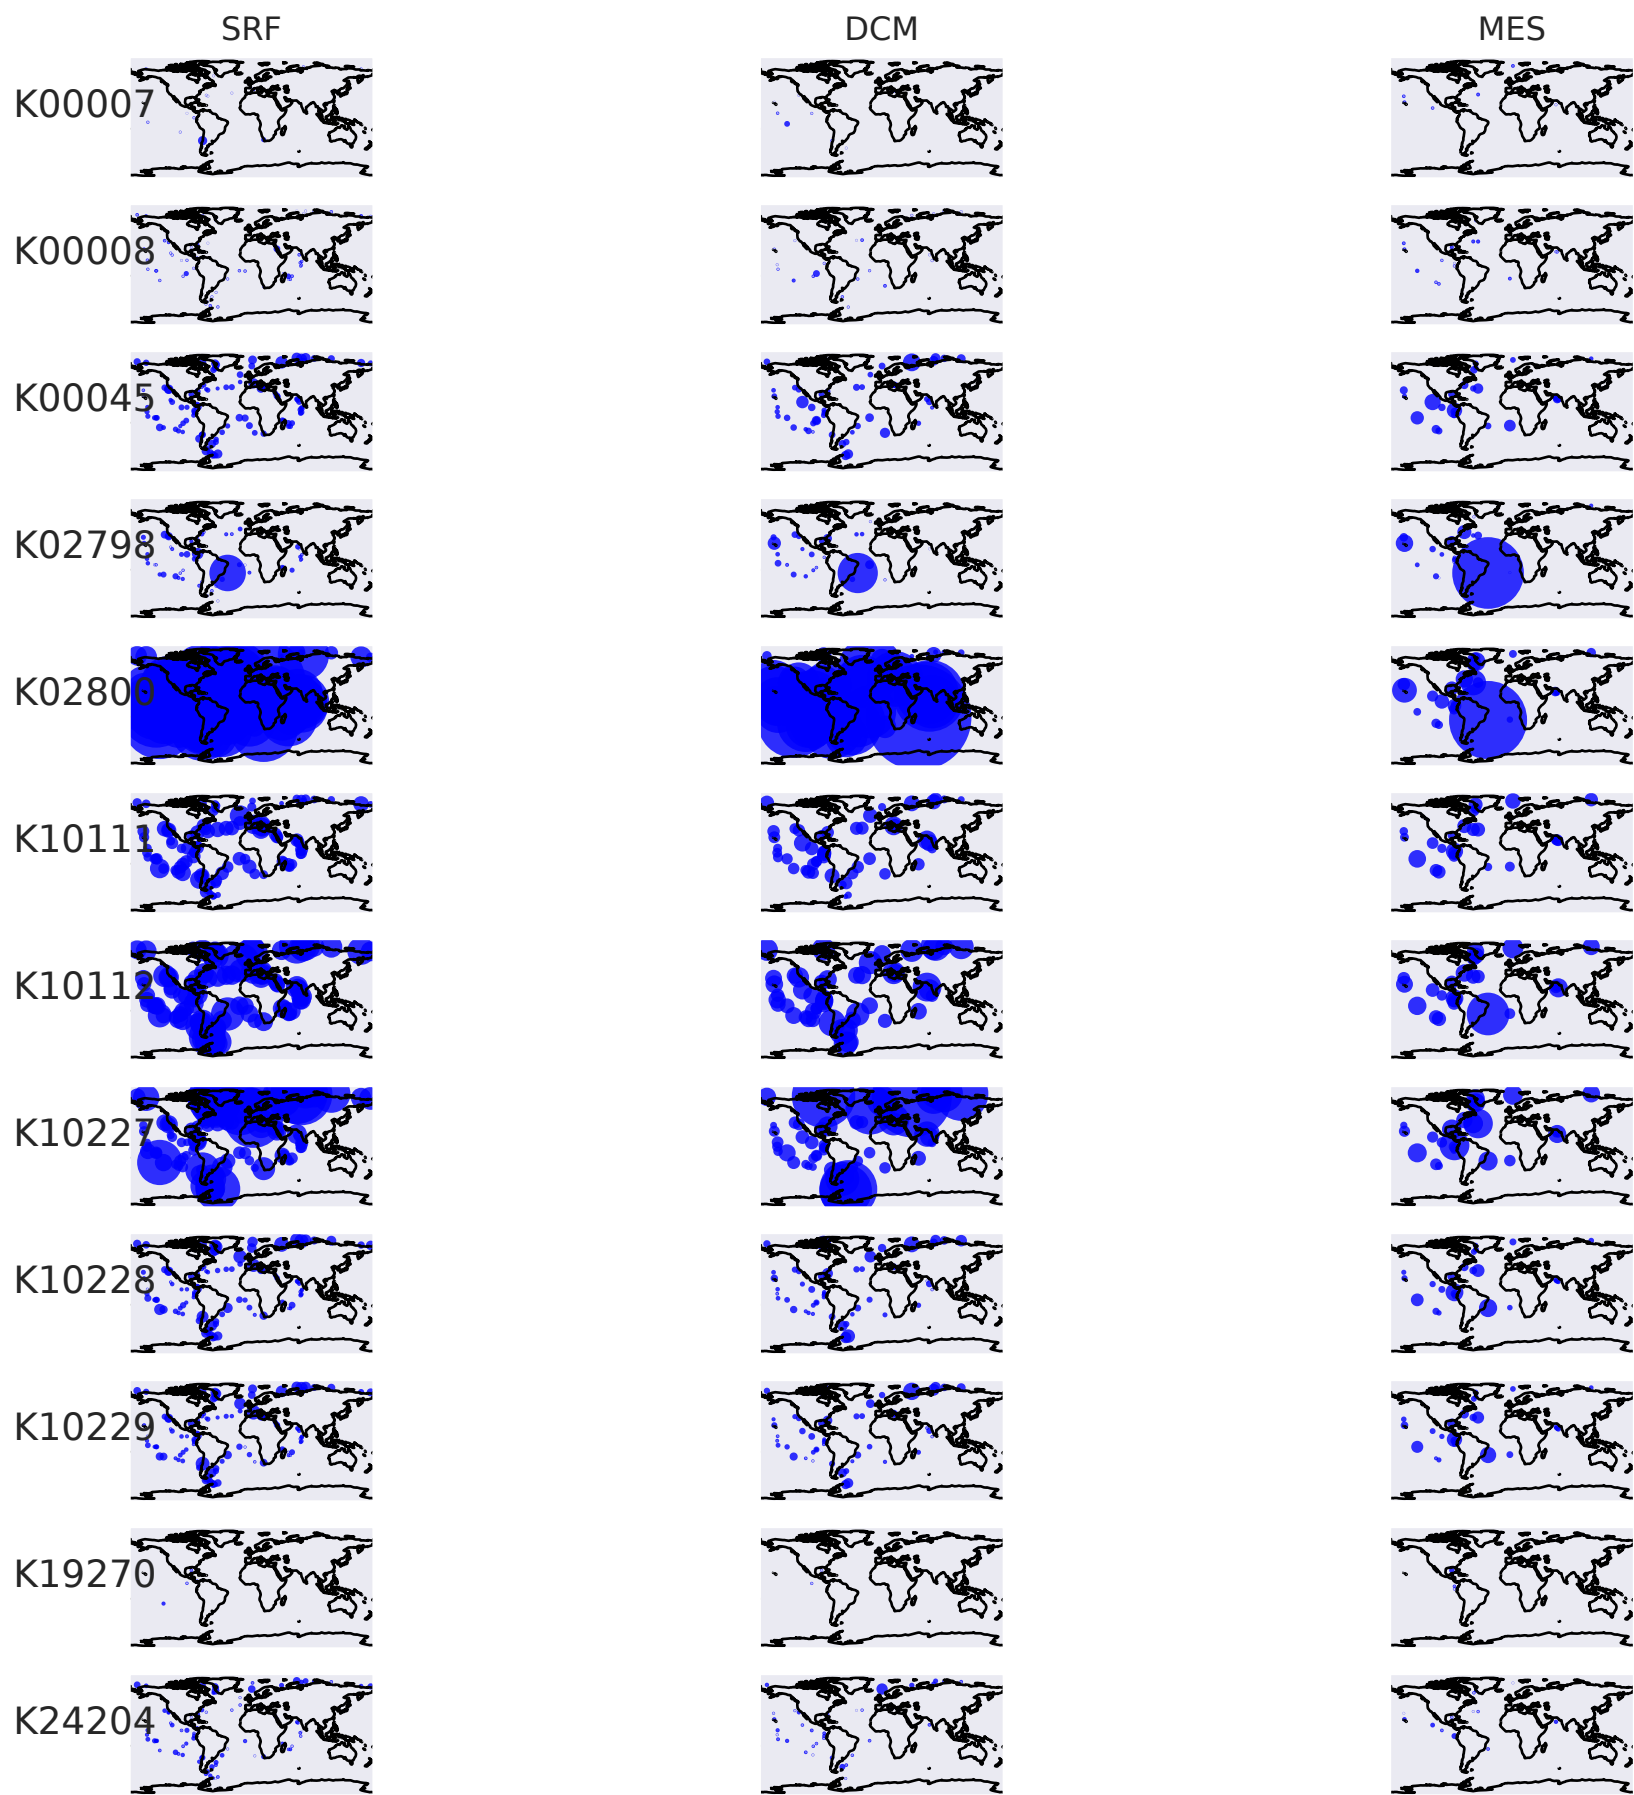 SRF DCM MES
K00007
K00008
K00045
K02798
K02800
K10111
K10112
K10227
K10228
K10229
K19270
K24204